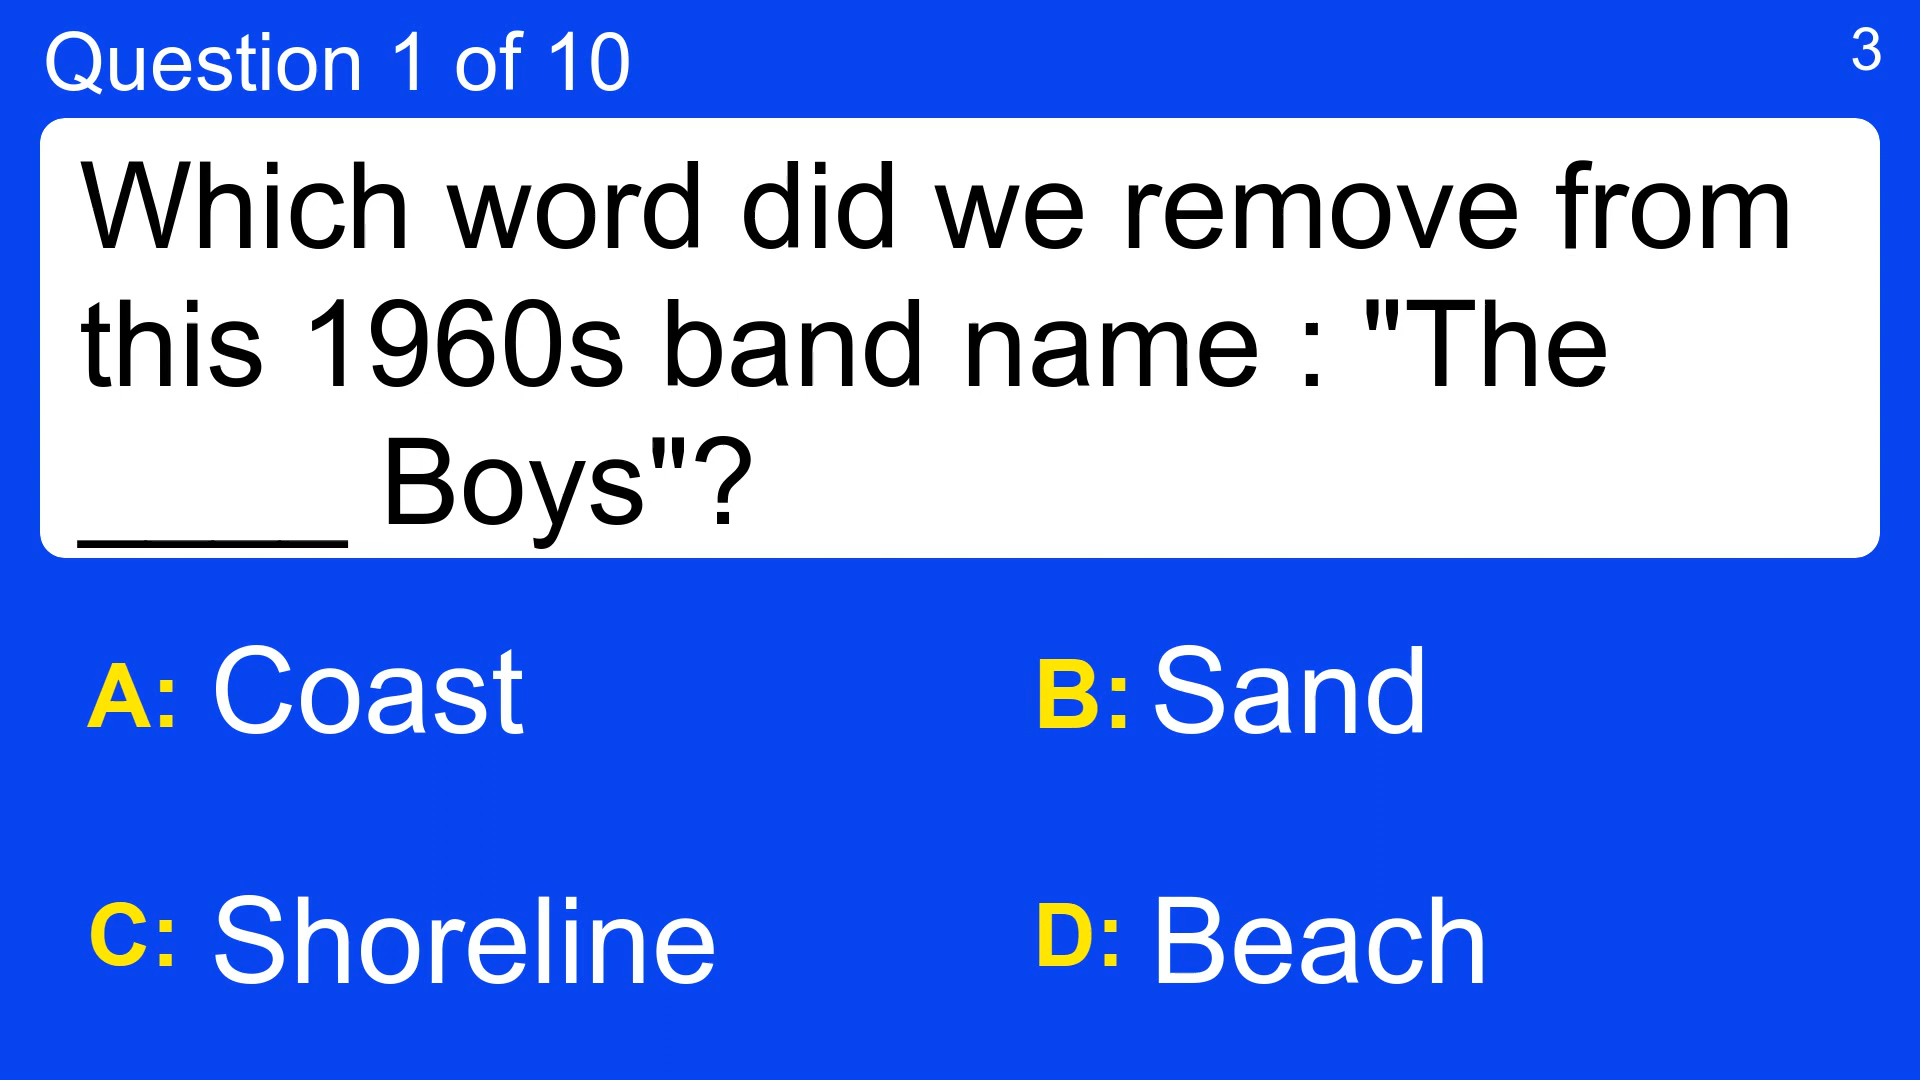 Question 1 of 10
3
Which word did we remove from
this 1960s band name : "The
____ Boys"?
A: Coast
B: Sand
C: Shoreline
D: Beach